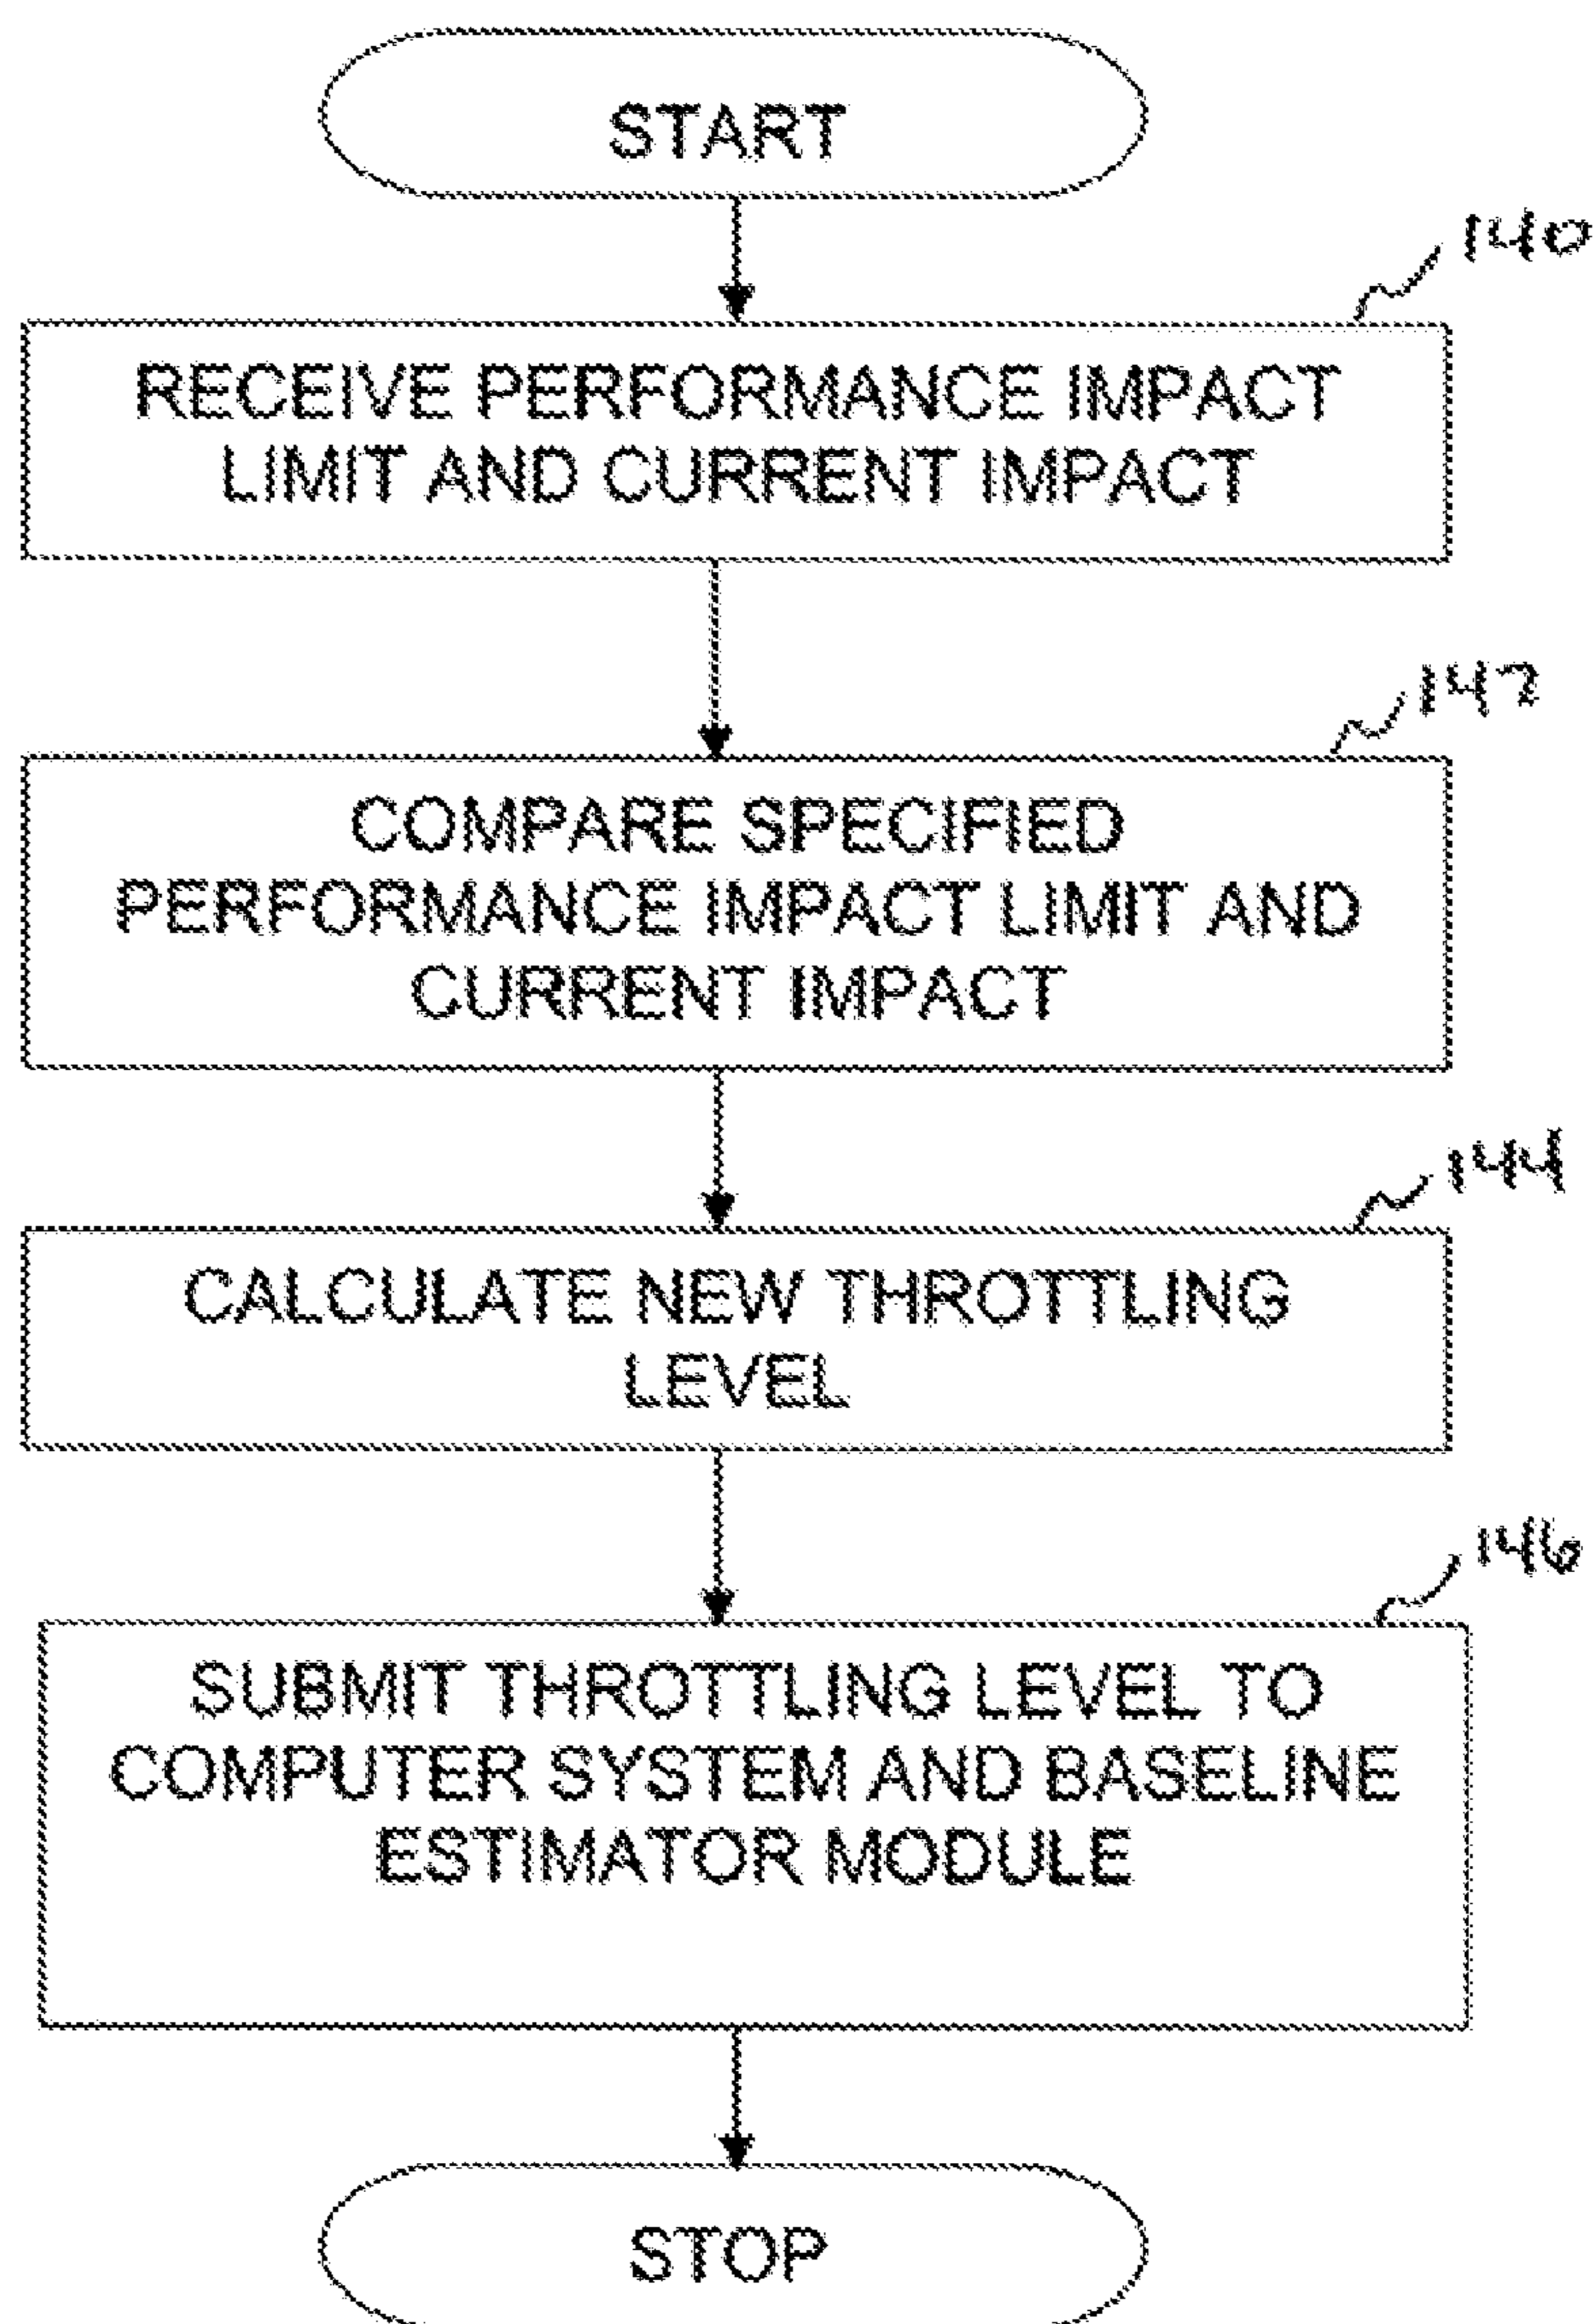 START
140
RECEIVE PERFORMANCE IMPACT
LIMIT AND CURRENT IMPACT
142
COMPARE SPECIFIED
PERFORMANCE IMPACT LIMIT AND
CURRENT IMPACT
144
CALCULATE NEW THROTTLING
LEVEL
146
SUBMIT THROTTLING LEVEL TO
COMPUTER SYSTEM AND BASELINE
ESTIMATOR MODULE
STOP